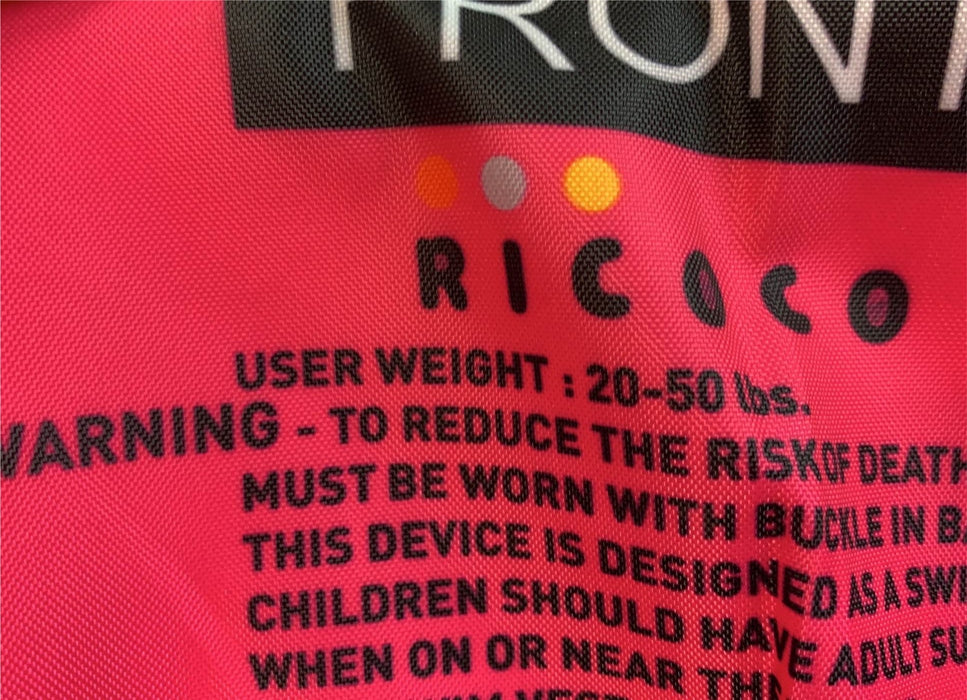 FRONT
RICOCO
USER WEIGHT : 20-50 lbs.
WARNING - TO REDUCE THE RISK OF DEATH
MUST BE WORN WITH BUCKLE IN
THIS DEVICE IS DESIGNED AS A
CHILDREN SHOULD HAVE ADULT
WHEN ON OR NEAR